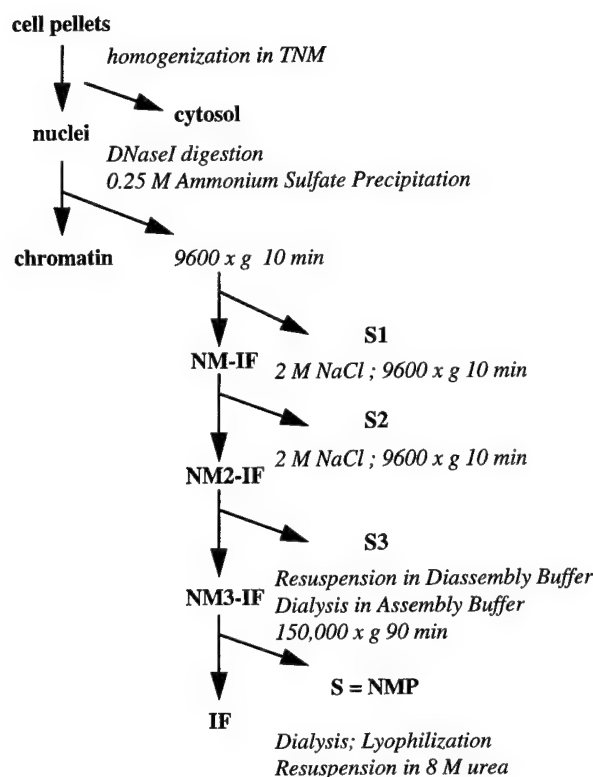 cell pellets
homogenization in TNM
cytosol
nuclei
DNaseI digestion
0.25 M Ammonium Sulfate Precipitation
chromatin
9600 x g 10 min
S1
NM-IF
2 M NaCl ; 9600 x g 10 min
S2
NM2-IF
2 M NaCl ; 9600 x g 10 min
S3
Resuspension in Diassembly Buffer
NM3-IF
Dialysis in Assembly Buffer
150,000 x g 90 min
S = NMP
IF
Dialysis; Lyophilization
Resuspension in 8 M urea